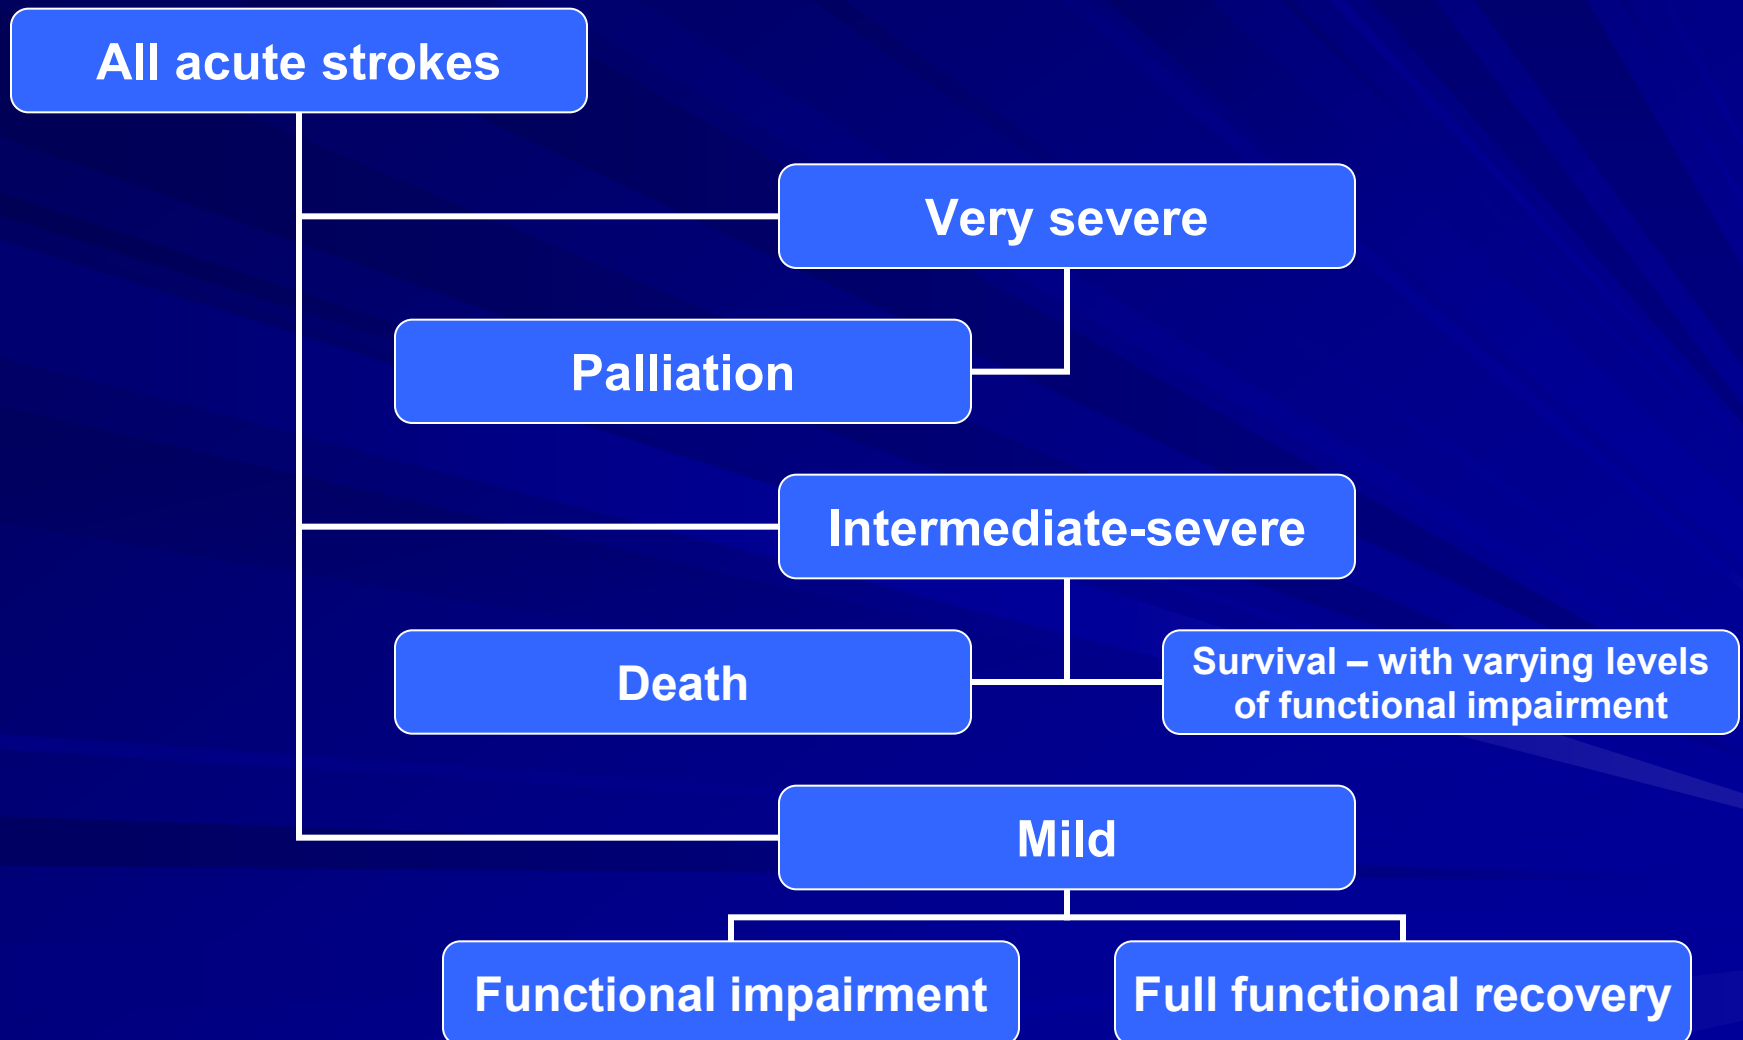 All acute strokes
Very severe
Palliation
Intermediate-severe
Death
Survival – with varying levels
of functional impairment
Mild
Functional impairment
Full functional recovery